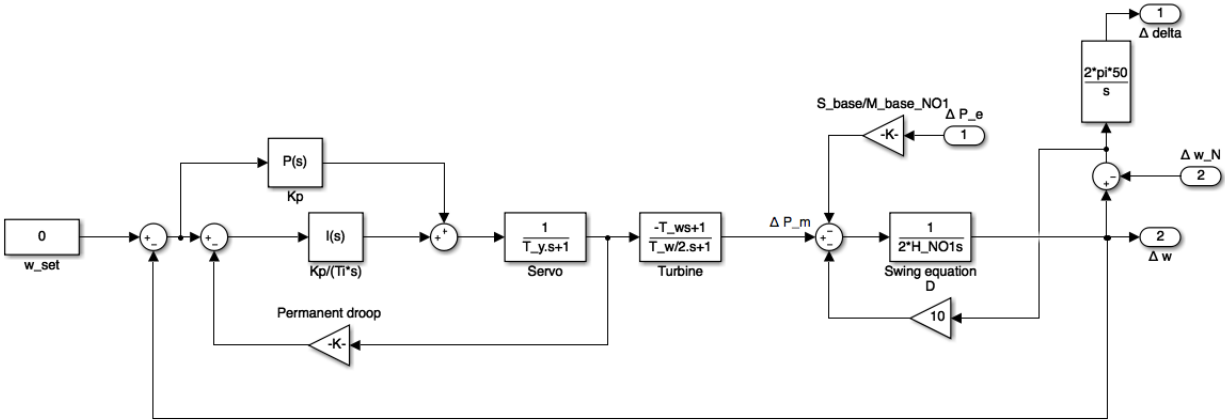 1
Δ delta
2*pi*50
s
S_base/M_base_NO1
Δ P_e
-K-
1
Δ w_N
2
P(s)
Kp
+
-
0
w_set
+
-
+
-
I(s)
Kp/(Ti*s)
+
+
1
T_y.s+1
Servo
-T_ws+1
T_w/2.s+1
Turbine
Δ P_m
+
-
-
1
2*H_NO1s
Swing equation
D
10
2
Δ w
Permanent droop
-K-